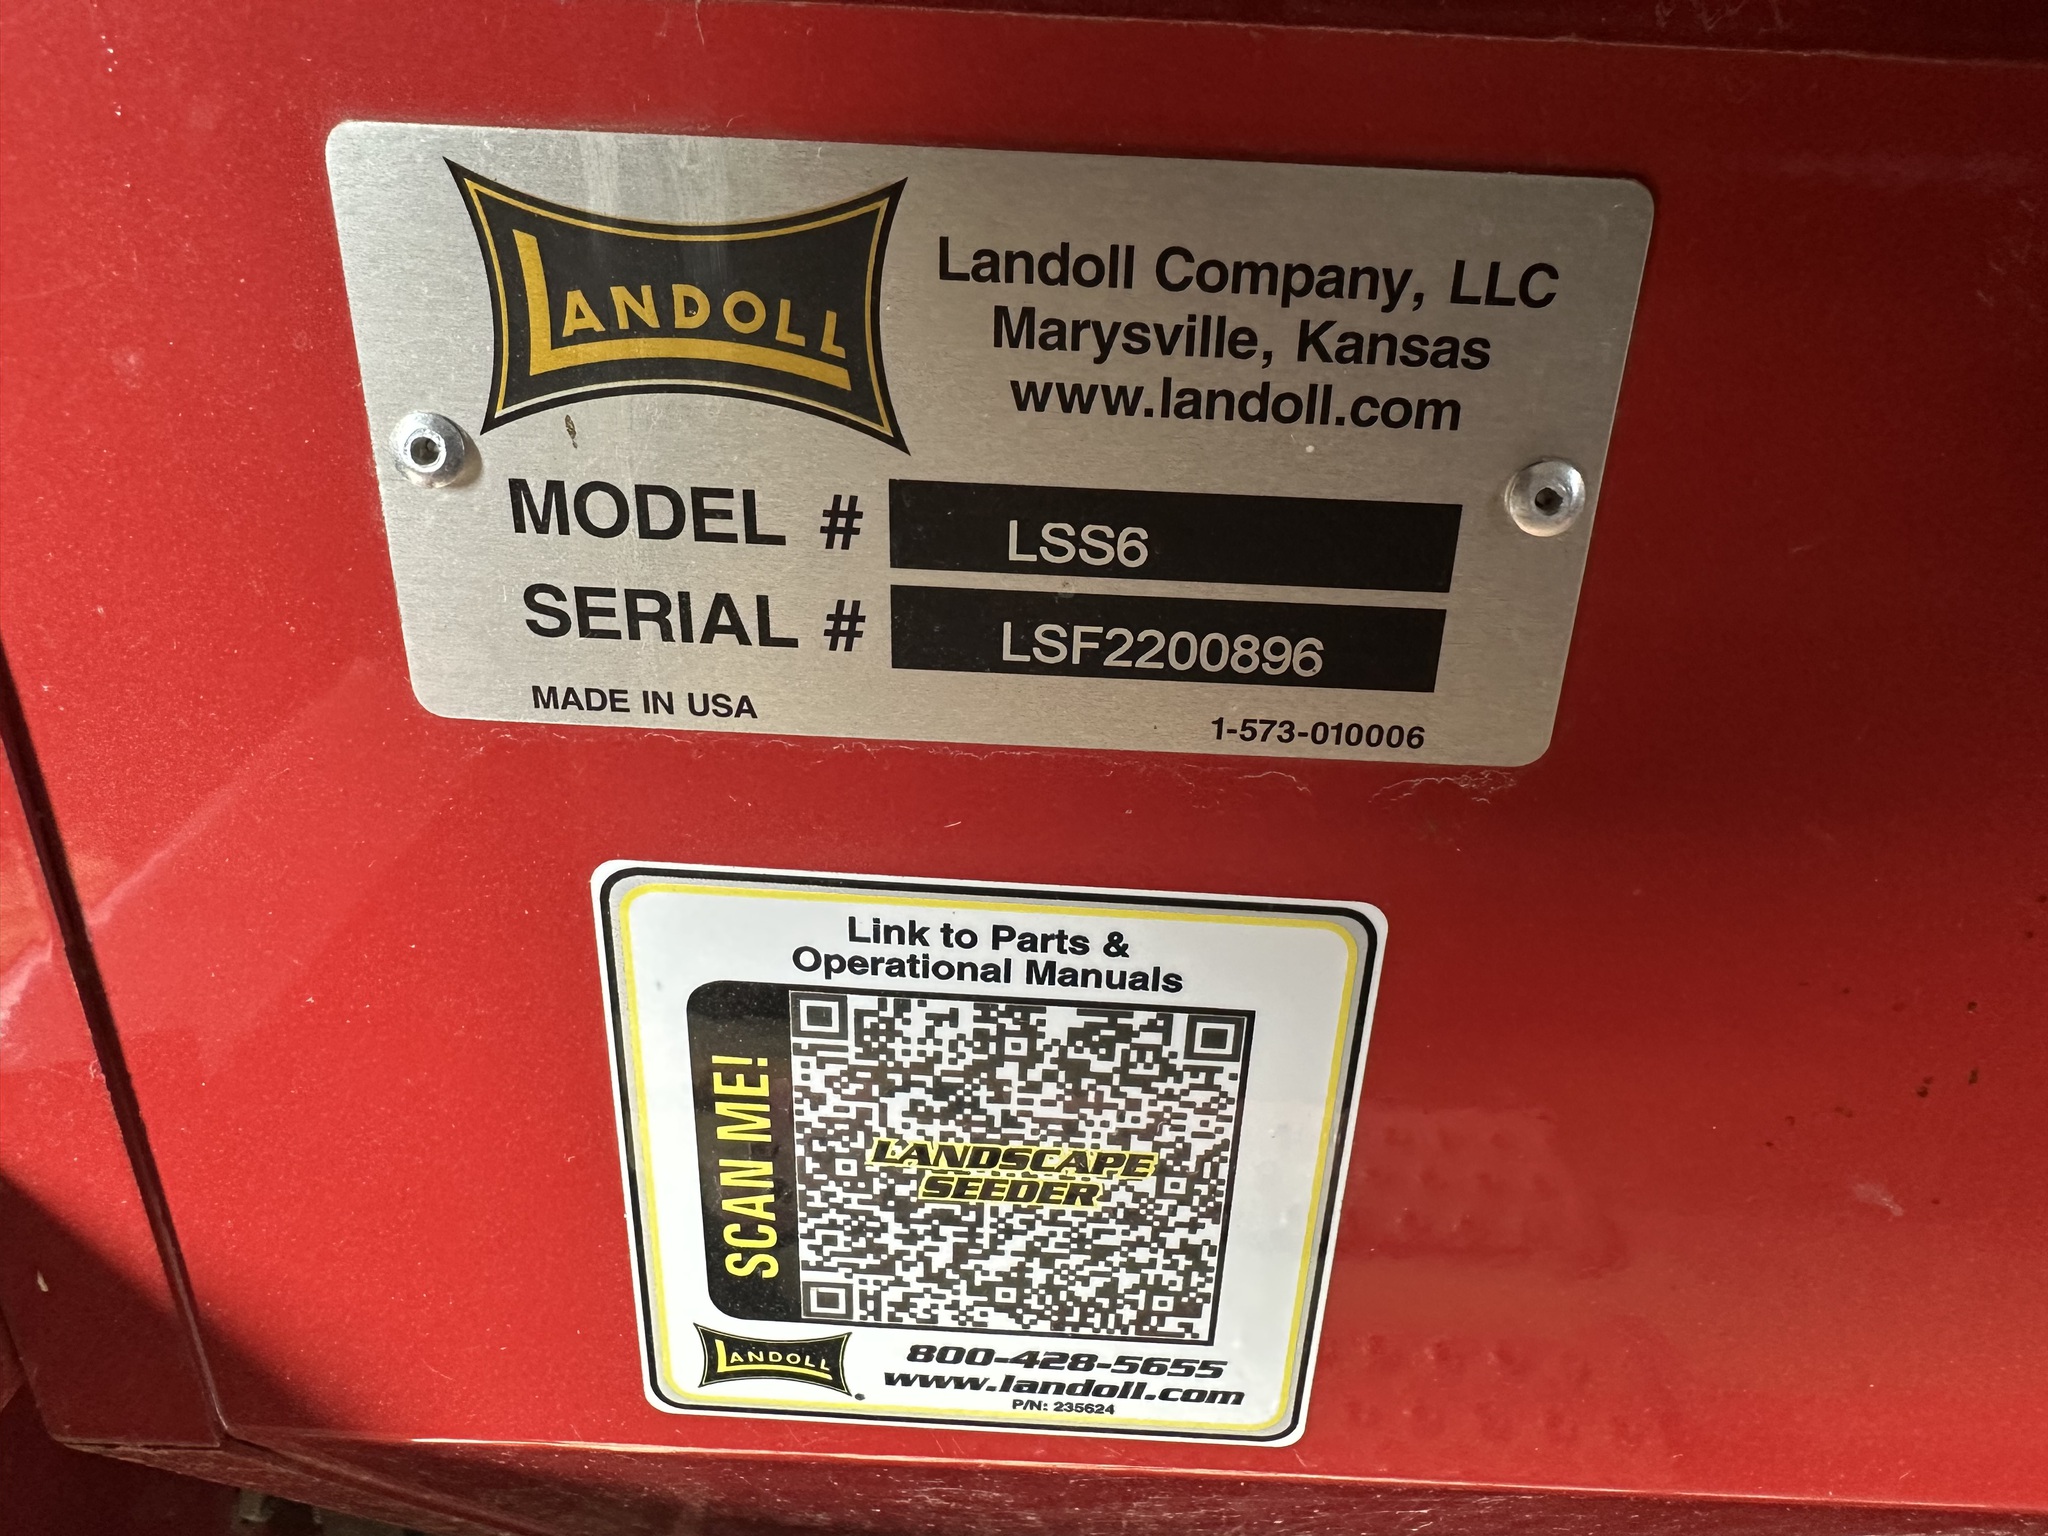 LANDOLL
Landoll Company, LLC
Marysville, Kansas
www.landoll.com
MODEL # LSS6
SERIAL # LSF2200896
MADE IN USA 1-573-010006
Link to Parts &
Operational Manuals
SCAN ME!
LANDSCAPE
SEEDER
LANDOLL
800-428-5655
www.landoll.com
P/N: 235624